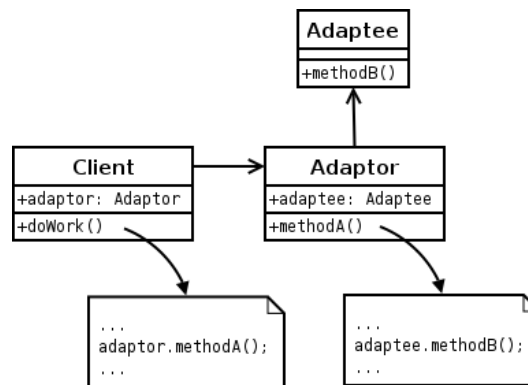 Adaptee
+methodB()
Client
+adaptor: Adaptor
+doWork()
Adaptor
+adaptee: Adaptee
+methodA()
...
adaptor.methodA();
...
...
adaptee.methodB();
...